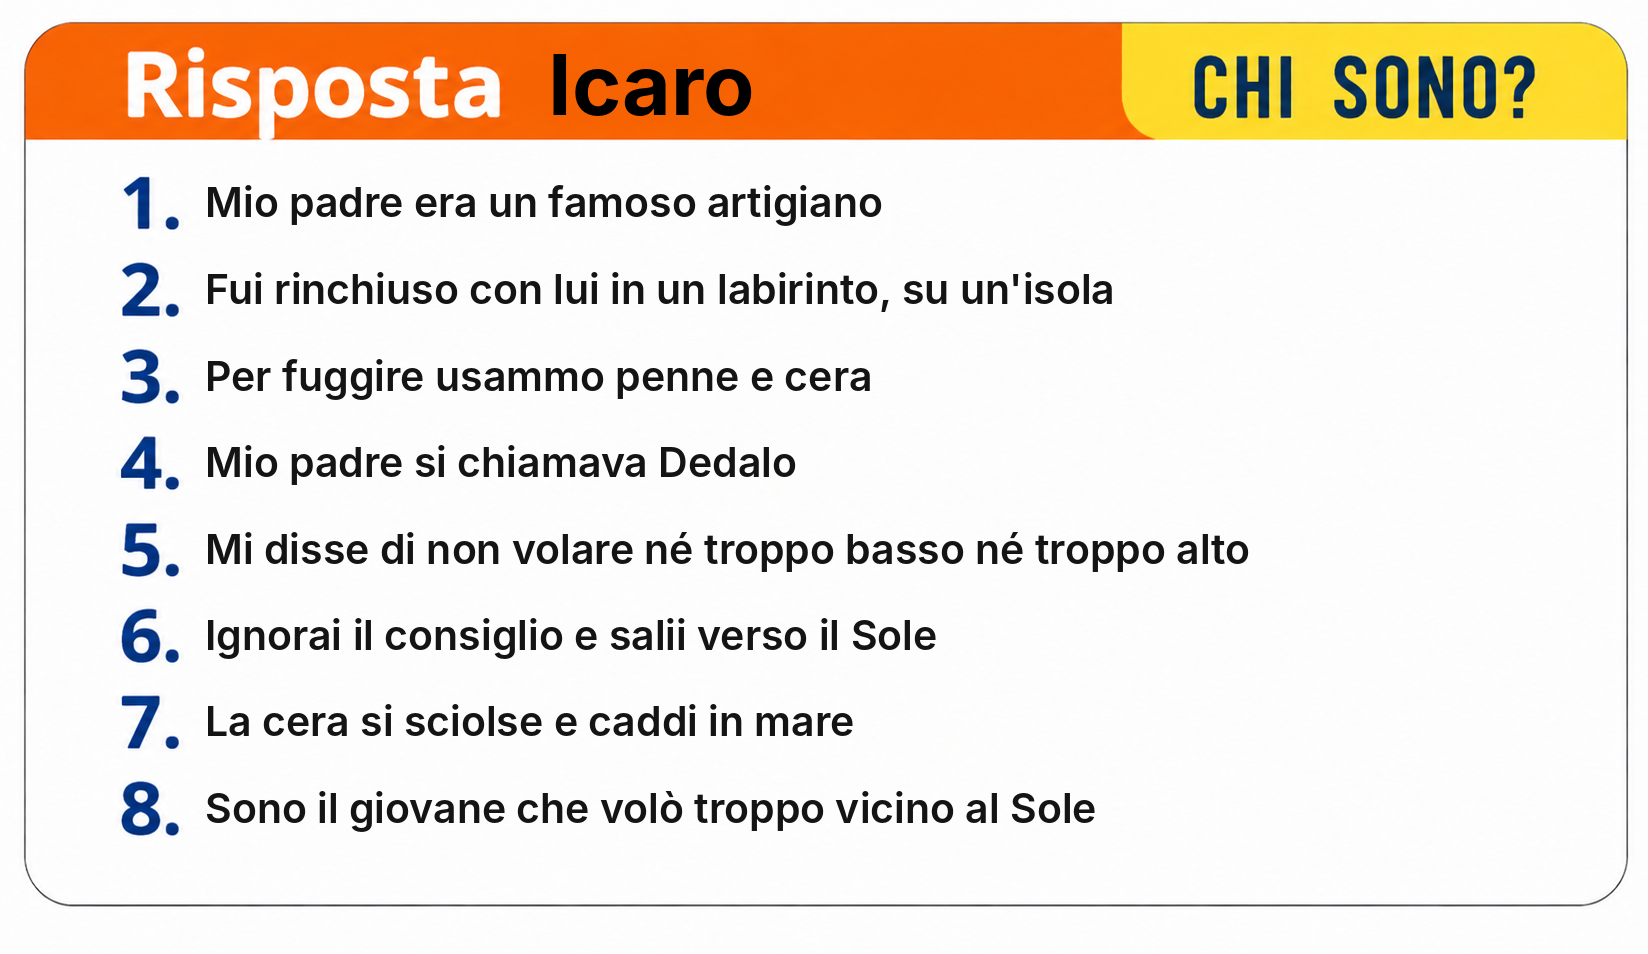 Risposta Icaro
CHI SONO?
1. Mio padre era un famoso artigiano
2. Fui rinchiuso con lui in un labirinto, su un'isola
3. Per fuggire usammo penne e cera
4. Mio padre si chiamava Dedalo
5. Mi disse di non volare né troppo basso né troppo alto
6. Ignorai il consiglio e salii verso il Sole
7. La cera si sciolse e caddi in mare
8. Sono il giovane che volò troppo vicino al Sole